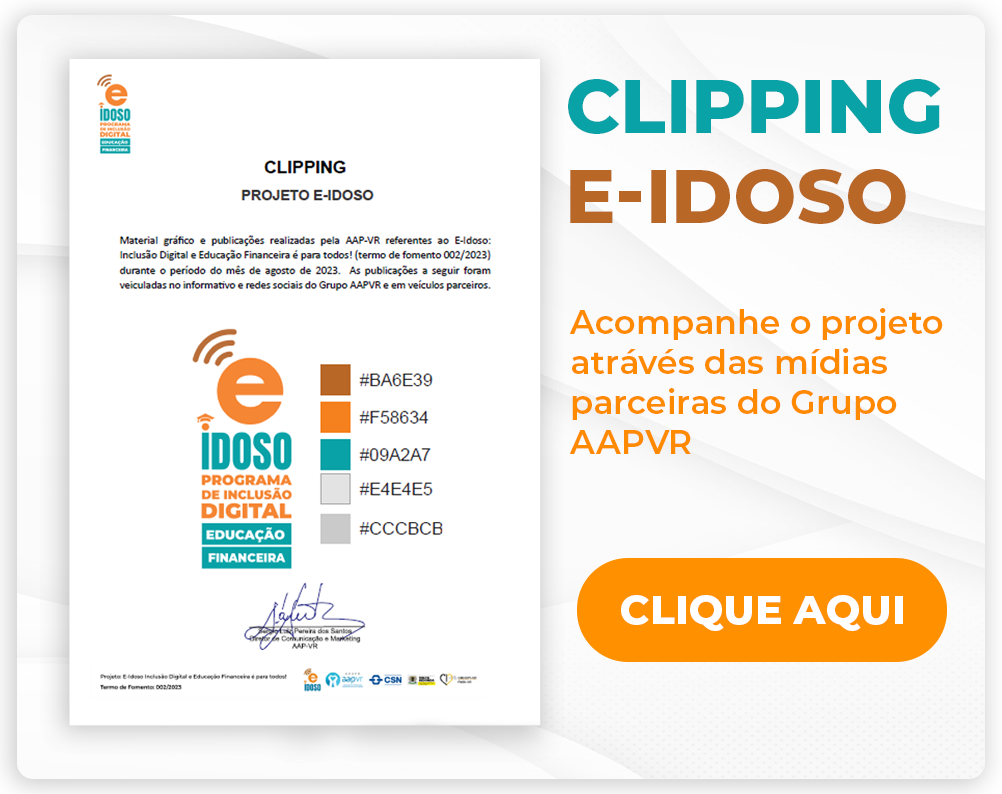 e
iDOSO
PROGRAMA
DE INCLUSÃO
DIGITAL
EDUCAÇÃO
FINANCEIRA
CLIPPING
PROJETO E-IDOSO
Material gráfico e publicações realizadas pela AAP-VR referentes ao E-Idoso:
Inclusão Digital e Educação Financeira é para todos! (termo de fomento 002/2023)
durante o período do mês de agosto de 2023. As publicações a seguir foram
veiculadas no informativo e redes sociais do Grupo AAPVR e em veículos parceiros.
e
iDOSO
PROGRAMA
DE INCLUSÃO
DIGITAL
EDUCAÇÃO
FINANCEIRA
#BA6E39
#F58634
#09A2A7
#E4E4E5
#CCCBCB
Pereira dos Santos
Diretor de Comunicação e Marketing
AAP-VR
Projeto: E-Idoso Inclusão Digital e Educação Financeira é para todos!
Termo de Fomento: 002/2023
e
iDOSO
aapvr
CSN
CLIPPING
E-IDOSO
Acompanhe o projeto
atrávés das mídias
parceiras do Grupo
AAPVR
CLIQUE AQUI